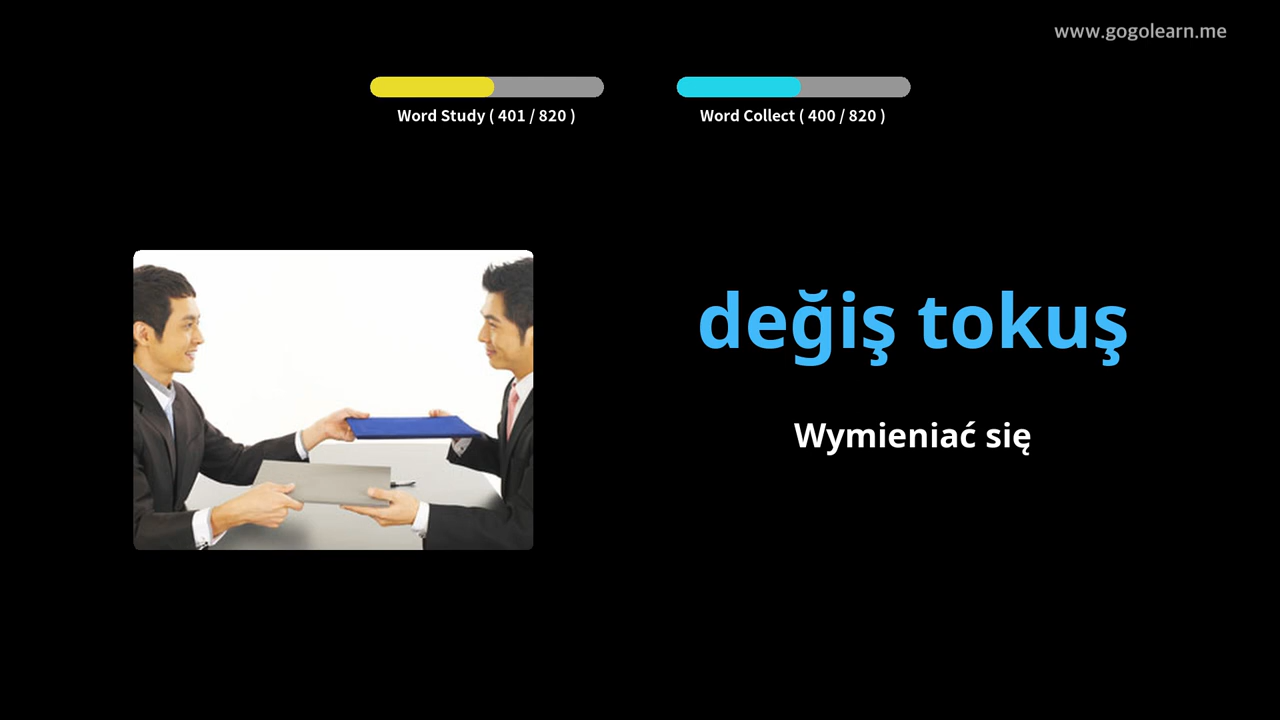 www.gogolearn.me
Word Study ( 401 / 820 )
Word Collect ( 400 / 820 )
değiş tokuş
Wymieniać się